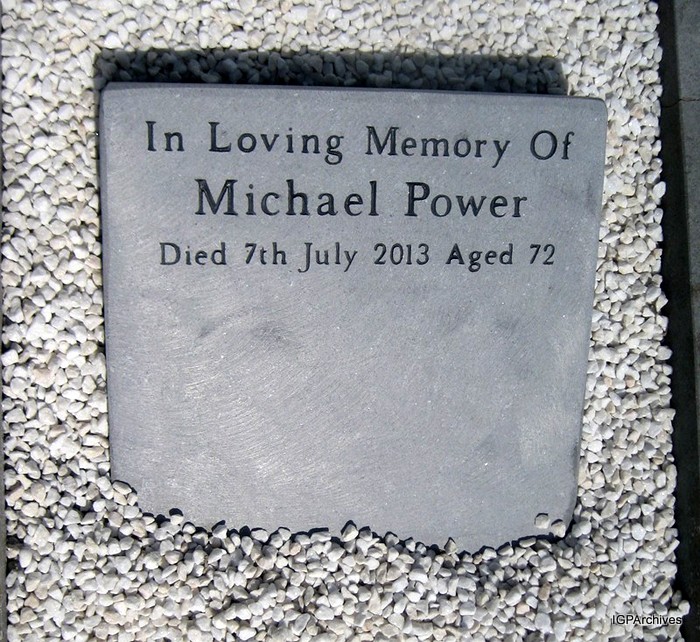 In Loving Memory Of
Michael Power
Died 7th July 2013 Aged 72
IGPArchives